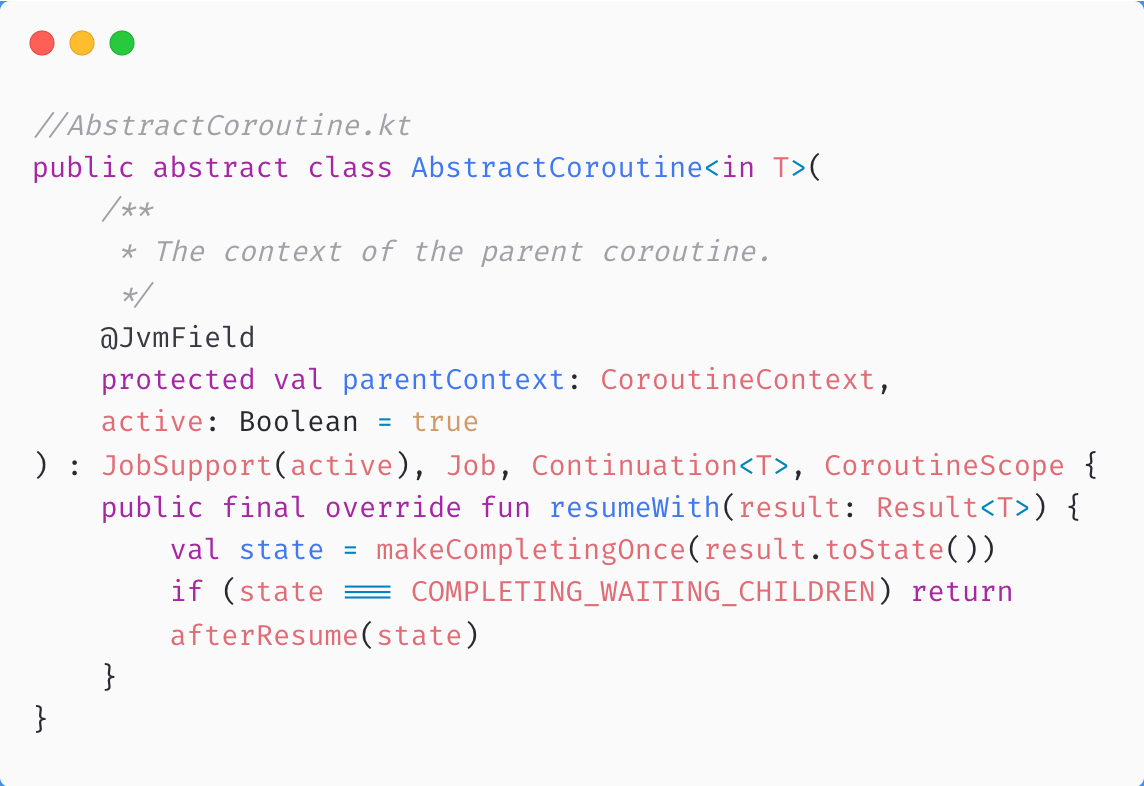 //AbstractCoroutine.kt
public abstract class AbstractCoroutine<in T>(
    /**
     * The context of the parent coroutine.
     */
    @JvmField
    protected val parentContext: CoroutineContext,
    active: Boolean = true
) : JobSupport(active), Job, Continuation<T>, CoroutineScope {
    public final override fun resumeWith(result: Result<T>) {
        val state = makeCompletingOnce(result.toState())
        if (state === COMPLETING_WAITING_CHILDREN) return
        afterResume(state)
    }
}